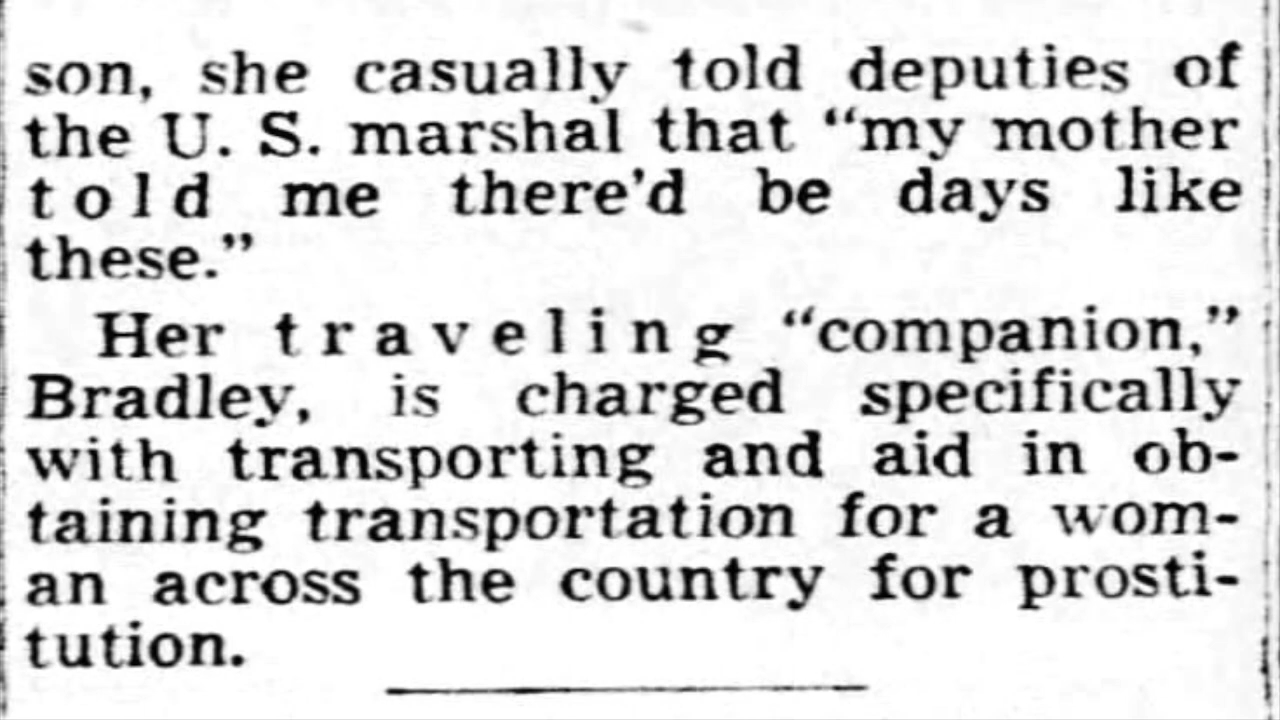 son, she casually told deputies of
the U. S. marshal that “my mother
told me there'd be days like
these.”
Her traveling “companion,”
Bradley, is charged specifically
with transporting and aid in ob-
taining transportation for a wom-
an across the country for prosti-
tution.